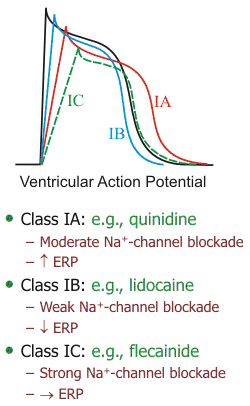 IC
IA
IB
Ventricular Action Potential
• Class IA: e.g., quinidine
– Moderate Na⁺-channel blockade
– ↑ ERP
• Class IB: e.g., lidocaine
– Weak Na⁺-channel blockade
– ↓ ERP
• Class IC: e.g., flecainide
– Strong Na⁺-channel blockade
– → ERP